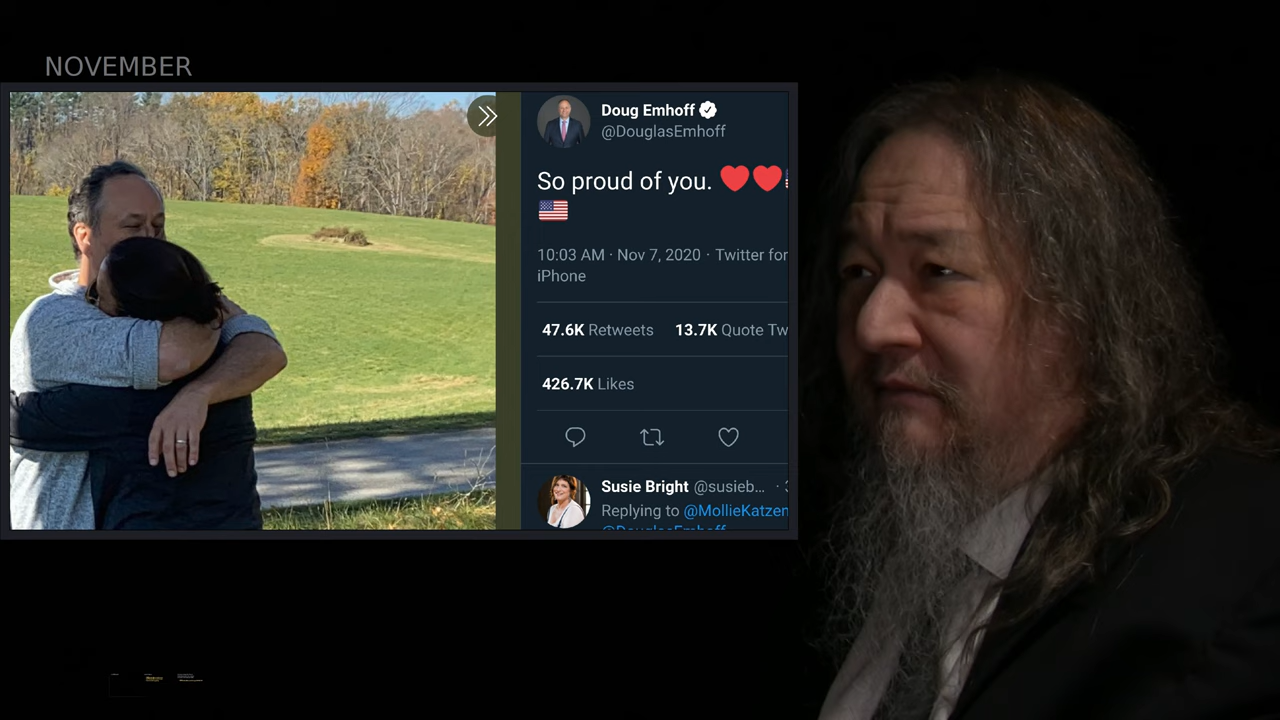 NOVEMBER
Doug Emhoff
@DouglasEmhoff
So proud of you. ❤️❤️
🇺🇸
10:03 AM · Nov 7, 2020 · Twitter for
iPhone
47.6K Retweets 13.7K Quote Tw
426.7K Likes
Susie Bright @susieb... ·
Replying to @MollieKatzen
@DouglasEmhoff